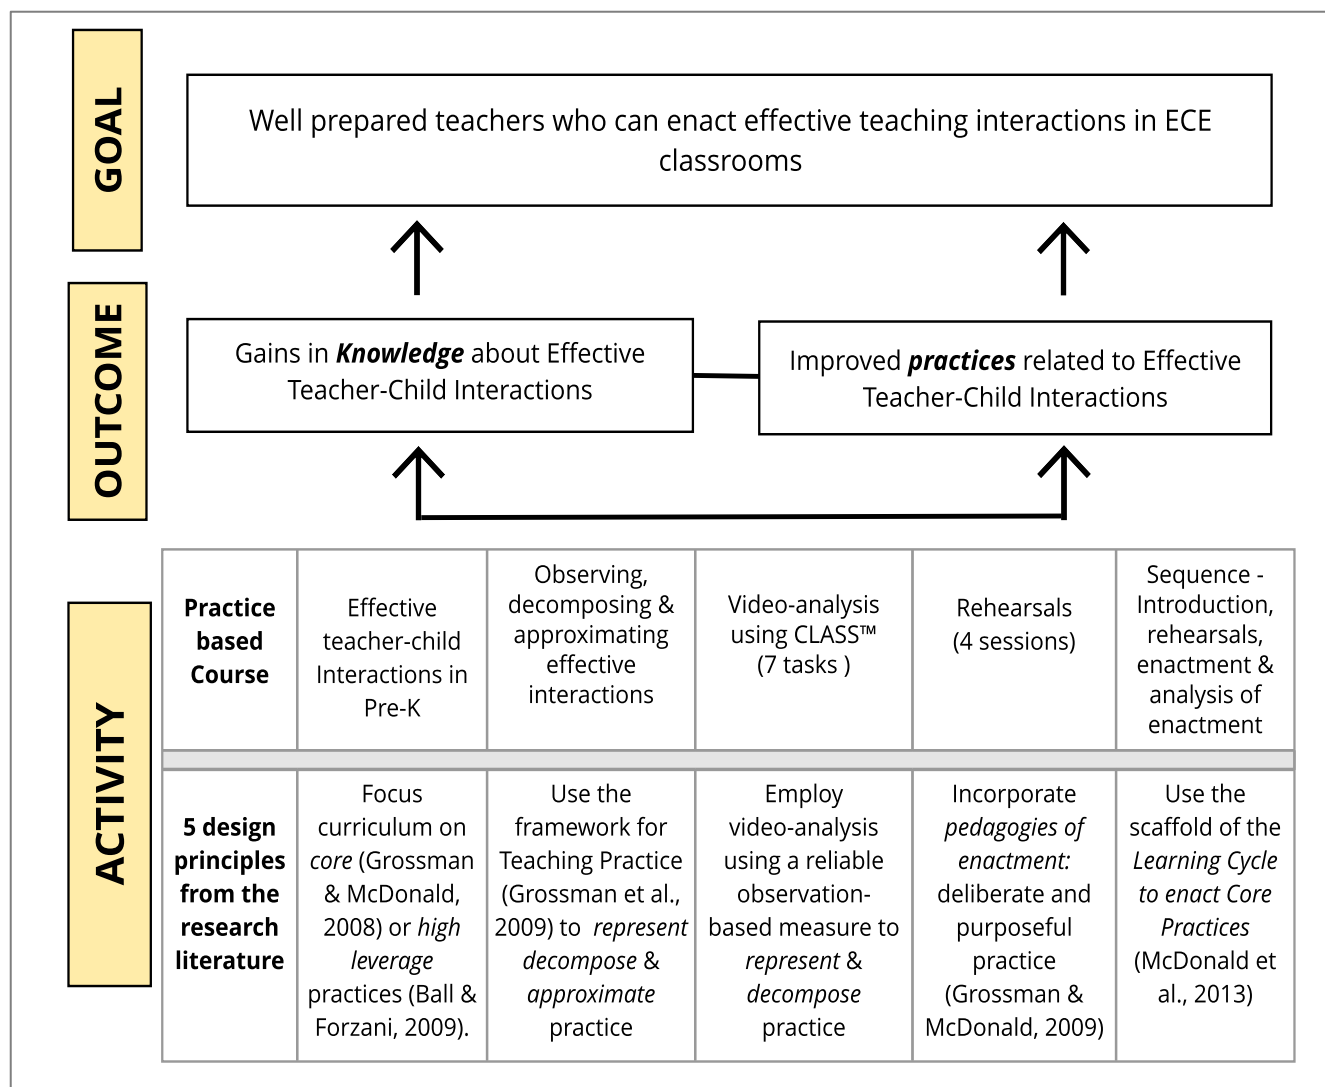 GOAL
Well prepared teachers who can enact effective teaching interactions in ECE
classrooms
OUTCOME
Gains in Knowledge about Effective
Teacher-Child Interactions
Improved practices related to Effective
Teacher-Child Interactions
ACTIVITY
Practice
based
Course
Effective
teacher-child
Interactions in
Pre-K
Observing,
decomposing &
approximating
effective
interactions
Video-analysis
using CLASS™
(7 tasks )
Rehearsals
(4 sessions)
Sequence -
Introduction,
rehearsals,
enactment &
analysis of
enactment
5 design
principles
from the
research
literature
Focus
curriculum on
core (Grossman
& McDonald,
2008) or high
leverage
practices (Ball &
Forzani, 2009).
Use the
framework for
Teaching Practice
(Grossman et al.,
2009) to represent
decompose &
approximate
practice
Employ
video-analysis
using a reliable
observation-
based measure to
represent &
decompose
practice
Incorporate
pedagogies of
enactment:
deliberate and
purposeful
practice
(Grossman &
McDonald, 2009)
Use the
scaffold of the
Learning Cycle
to enact Core
Practices
(McDonald et
al., 2013)